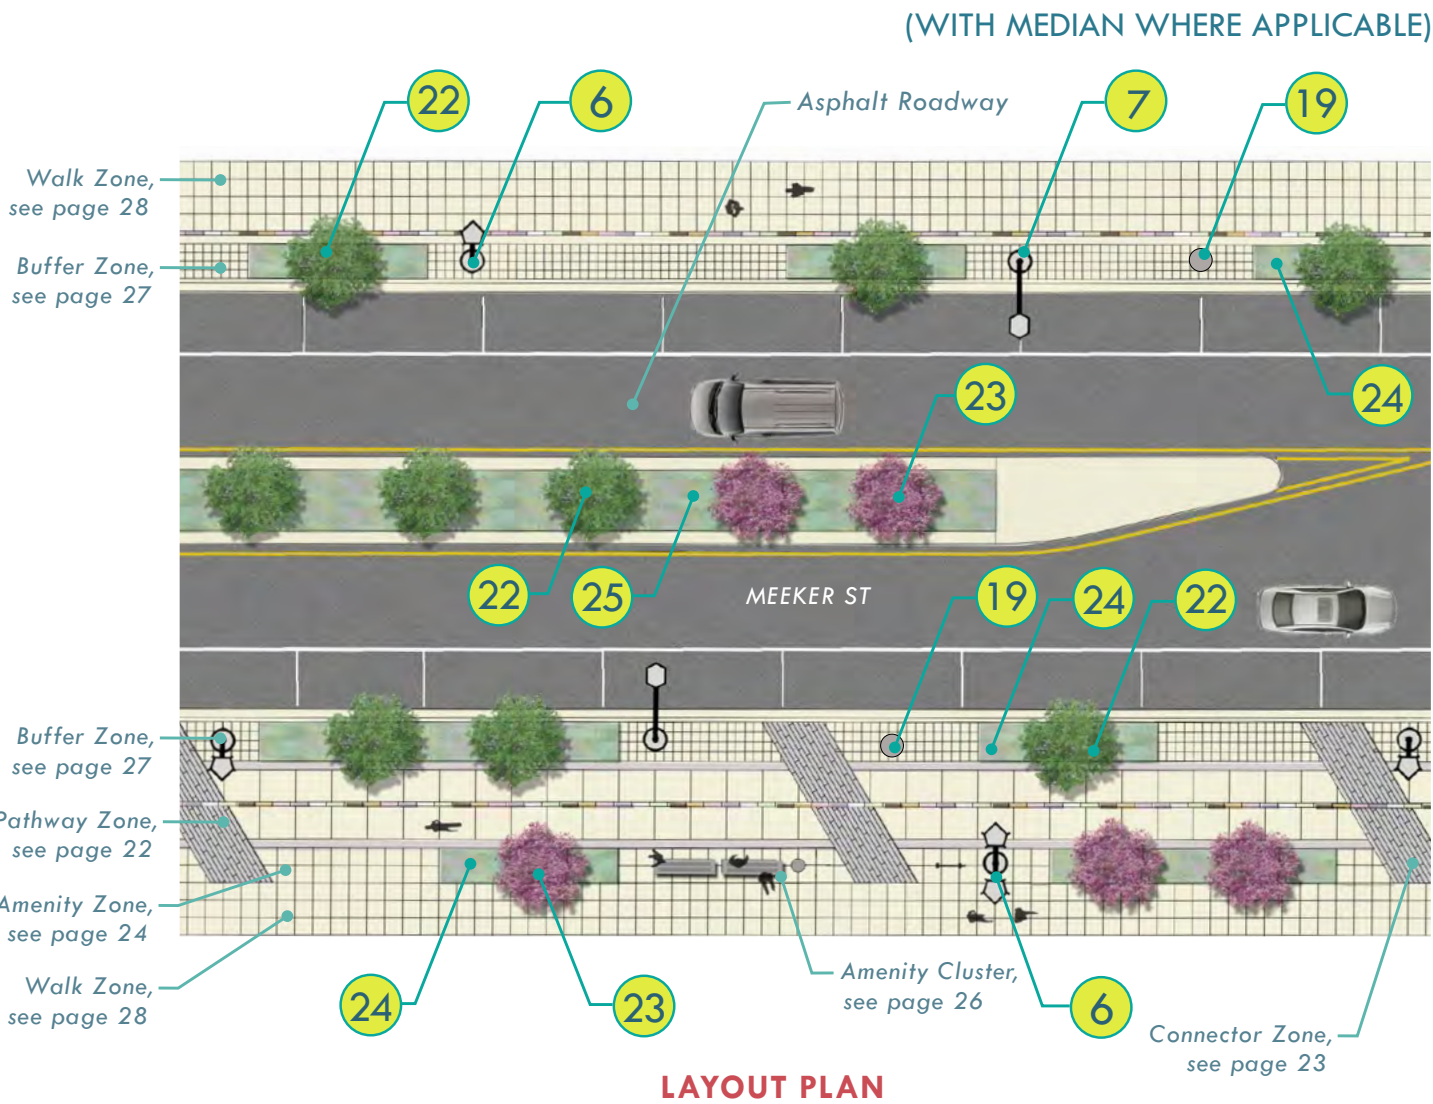 (WITH MEDIAN WHERE APPLICABLE)
22
6
Asphalt Roadway
7
19
Walk Zone,
see page 28
Buffer Zone,
see page 27
23
24
22
25
MEEKER ST
19
24
22
Buffer Zone,
see page 27
Pathway Zone,
see page 22
Amenity Zone,
see page 24
Walk Zone,
see page 28
24
23
Amenity Cluster,
see page 26
6
Connector Zone,
see page 23
LAYOUT PLAN